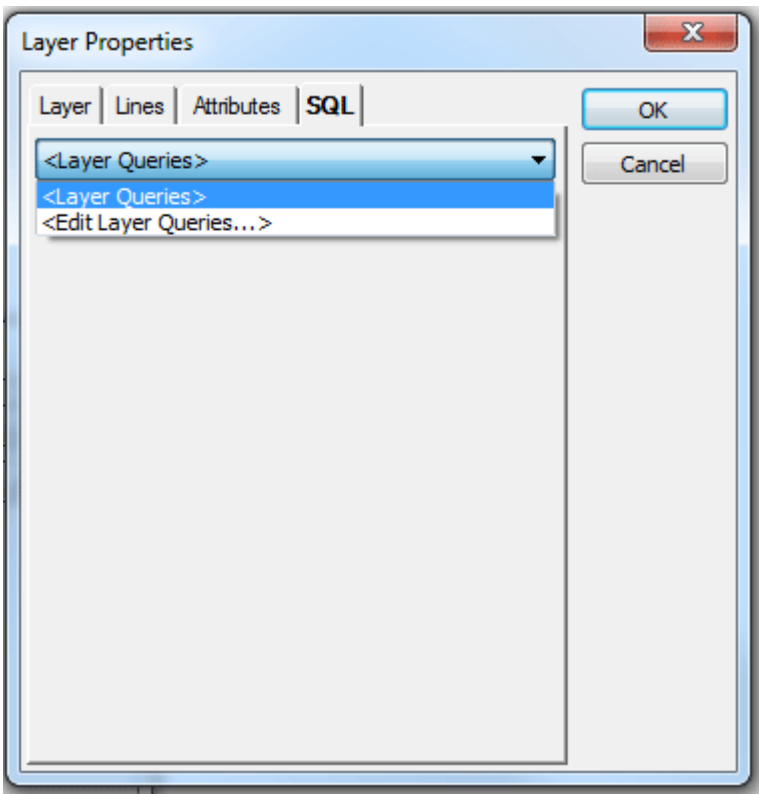 Layer Properties
Layer Lines Attributes SQL
OK
<Layer Queries>
Cancel
<Layer Queries>
<Edit Layer Queries...>